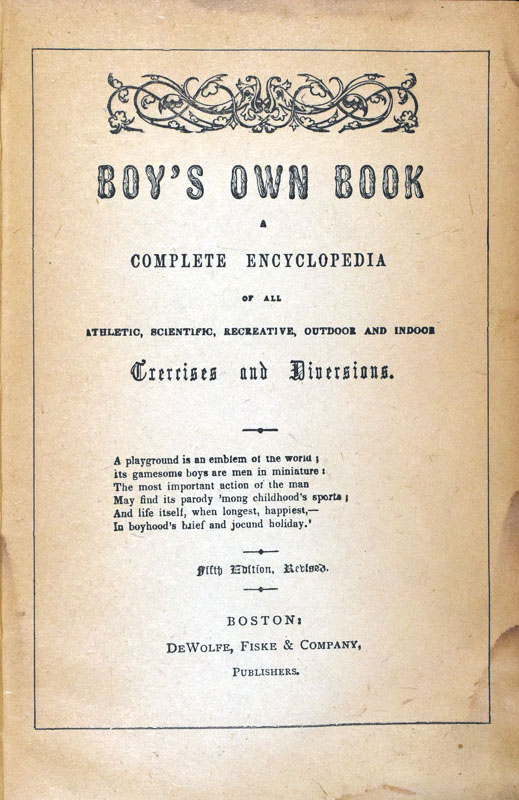 BOY'S OWN BOOK
A
COMPLETE ENCYCLOPEDIA
OF ALL
ATHLETIC, SCIENTIFIC, RECREATIVE, OUTDOOR AND INDOOR
Exercises and Diversions.
A playground is an emblem of the world ;
its gamesome boys are men in miniature :
The most important action of the man
May find its parody 'mong childhood's sports ;
And life itself, when longest, happiest,—
In boyhood's brief and jocund holiday.'
Fifth Edition, Revised.
BOSTON:
DeWolfe, Fiske & Company,
Publishers.